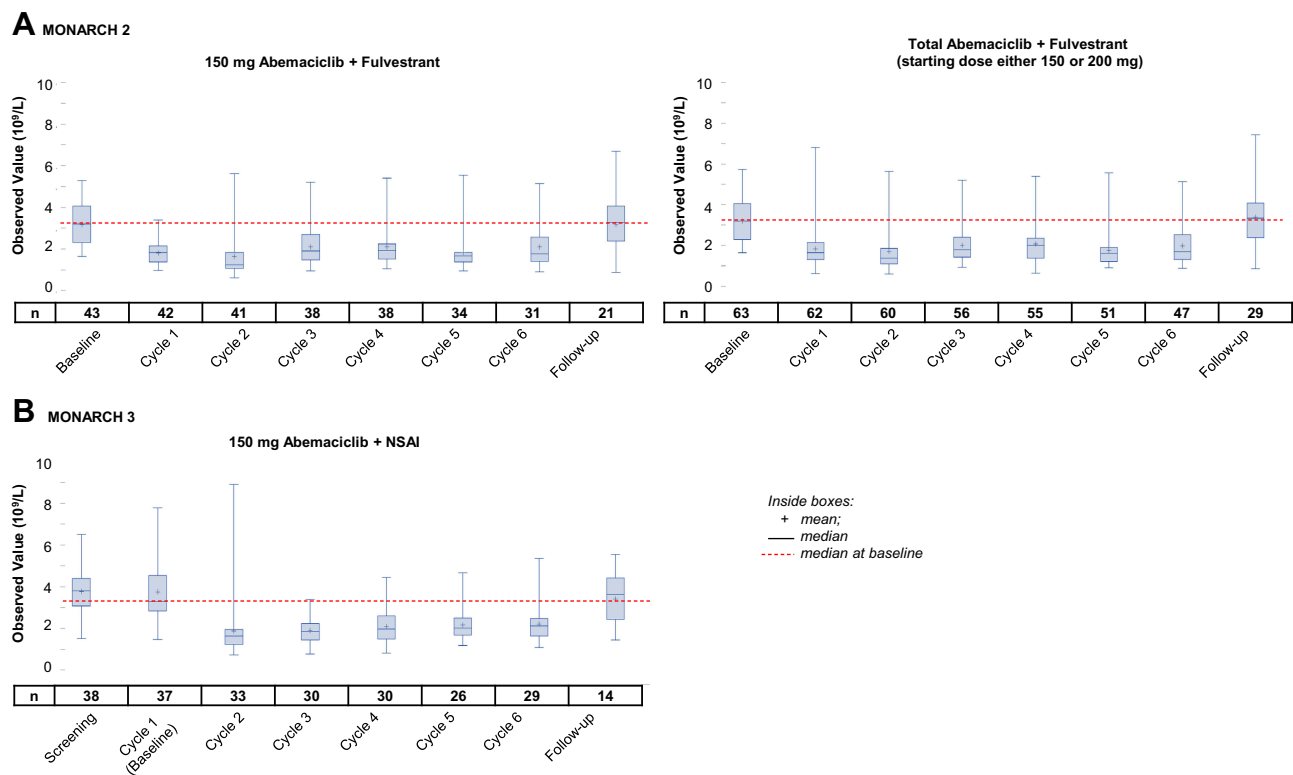 A MONARCH 2
150 mg Abemaciclib + Fulvestrant
Observed Value (10⁹/L)
10
8
6
4
2
0
n 43 42 41 38 38 34 31 21
Baseline Cycle 1 Cycle 2 Cycle 3 Cycle 4 Cycle 5 Cycle 6 Follow-up
Total Abemaciclib + Fulvestrant
(starting dose either 150 or 200 mg)
Observed Value (10⁹/L)
10
8
6
4
2
0
n 63 62 60 56 55 51 47 29
Baseline Cycle 1 Cycle 2 Cycle 3 Cycle 4 Cycle 5 Cycle 6 Follow-up
B MONARCH 3
150 mg Abemaciclib + NSAI
Observed Value (10⁹/L)
10
8
6
4
2
0
n 38 37 33 30 30 26 29 14
Screening Cycle 1 (Baseline) Cycle 2 Cycle 3 Cycle 4 Cycle 5 Cycle 6 Follow-up
Inside boxes:
+ mean;
median
median at baseline